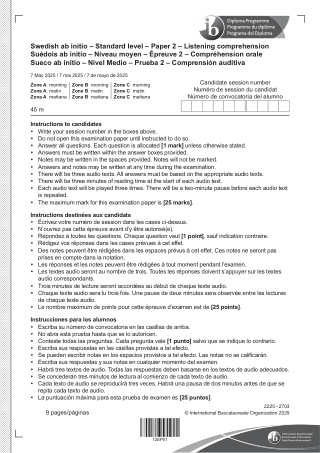 Diploma Programme
Programme du diplôme
Programa del Diploma
Swedish ab initio – Standard level – Paper 2 – Listening comprehension
Suédois ab initio – Niveau moyen – Épreuve 2 – Compréhension orale
Sueco ab initio – Nivel Medio – Prueba 2 – Comprensión auditiva
7 May 2025 / 7 mai 2025 / 7 de mayo de 2025
Zone A morning | Zone B morning | Zone C morning
Zone A matin | Zone B matin | Zone C matin
Zona A mañana | Zona B mañana | Zona C mañana
Candidate session number
Numéro de session du candidat
Número de convocatoria del alumno
45 m
Instructions to candidates
• Write your session number in the boxes above.
• Do not open this examination paper until instructed to do so.
• Answer all questions. Each question is allocated [1 mark] unless otherwise stated.
• Answers must be written within the answer boxes provided.
• Notes may be written in the spaces provided. Notes will not be marked.
• Answers and notes may be written at any time during the examination.
• There will be three audio texts. All answers must be based on the appropriate audio texts.
• There will be three minutes of reading time at the start of each audio text.
• Each audio text will be played three times. There will be a two-minute pause before each audio text
is repeated.
• The maximum mark for this examination paper is [25 marks].
Instructions destinées aux candidats
• Écrivez votre numéro de session dans les cases ci-dessus.
• N'ouvrez pas cette épreuve avant d'y être autorisé(e).
• Répondez à toutes les questions. Chaque question vaut [1 point], sauf indication contraire.
• Rédigez vos réponses dans les cases prévues à cet effet.
• Des notes peuvent être rédigées dans les espaces prévus à cet effet. Ces notes ne seront pas
prises en compte dans la notation.
• Les réponses et les notes peuvent être rédigées à tout moment pendant l'examen.
• Les textes audio seront au nombre de trois. Toutes les réponses doivent s'appuyer sur les textes
audio correspondants.
• Trois minutes de lecture seront accordées au début de chaque texte audio.
• Chaque texte audio sera lu trois fois. Une pause de deux minutes sera observée entre les lectures
de chaque texte audio.
• Le nombre maximum de points pour cette épreuve d'examen est de [25 points].
Instrucciones para los alumnos
• Escriba su número de convocatoria en las casillas de arriba.
• No abra esta prueba hasta que se lo autoricen.
• Conteste todas las preguntas. Cada pregunta vale [1 punto] salvo que se indique lo contrario.
• Escriba sus respuestas en las casillas provistas a tal efecto.
• Se pueden escribir notas en los espacios provistos a tal efecto. Las notas no se calificarán.
• Escriba sus respuestas y sus notas en cualquier momento del examen.
• Habrá tres textos de audio. Todas las respuestas deben basarse en los textos de audio adecuados.
• Se concederán tres minutos de lectura al comienzo de cada texto de audio.
• Cada texto de audio se reproducirá tres veces. Habrá una pausa de dos minutos antes de que se
repita cada texto de audio.
• La puntuación máxima para esta prueba de examen es [25 puntos].
9 pages/páginas
2225 – 2703
© International Baccalaureate Organization 2025
12EP01